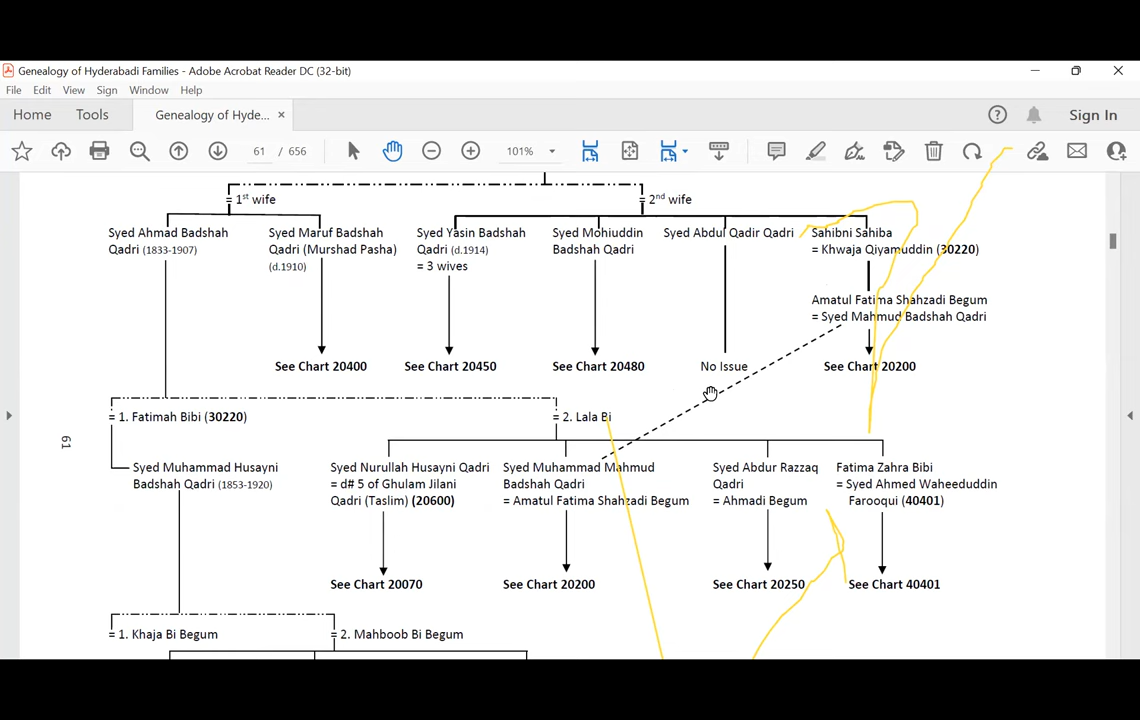 Genealogy of Hyderabadi Families - Adobe Acrobat Reader DC (32-bit)
File Edit View Sign Window Help
Home Tools Genealogy of Hyde... × Sign In
61 / 656 101%
= 1st wife = 2nd wife
Syed Ahmad Badshah
Qadri (1833-1907)
Syed Maruf Badshah
Qadri (Murshad Pasha)
(d.1910)
Syed Yasin Badshah
Qadri (d.1914)
= 3 wives
Syed Mohiuddin
Badshah Qadri
Syed Abdul Qadir Qadri
Sahibni Sahiba
= Khwaja Qiyamuddin (30220)
Amatul Fatima Shahzadi Begum
= Syed Mahmud Badshah Qadri
See Chart 20400 See Chart 20450 See Chart 20480 No Issue See Chart 20200
= 1. Fatimah Bibi (30220) = 2. Lala Bi
61
Syed Muhammad Husayni
Badshah Qadri (1853-1920)
Syed Nurullah Husayni Qadri
= d# 5 of Ghulam Jilani
Qadri (Taslim) (20600)
Syed Muhammad Mahmud
Badshah Qadri
= Amatul Fatima Shahzadi Begum
Syed Abdur Razzaq
Qadri
= Ahmadi Begum
Fatima Zahra Bibi
= Syed Ahmed Waheeduddin
Farooqui (40401)
See Chart 20070 See Chart 20200 See Chart 20250 See Chart 40401
= 1. Khaja Bi Begum = 2. Mahboob Bi Begum